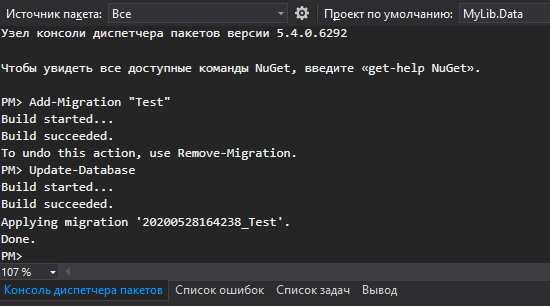 Источник пакета: Все Проект по умолчанию: MyLib.Data
Узел консоли диспетчера пакетов версии 5.4.0.6292
Чтобы увидеть все доступные команды NuGet, введите «get-help NuGet».
PM> Add-Migration "Test"
Build started...
Build succeeded.
To undo this action, use Remove-Migration.
PM> Update-Database
Build started...
Build succeeded.
Applying migration '20200528164238_Test'.
Done.
PM>
107 %
Консоль диспетчера пакетов Список ошибок Список задач Вывод